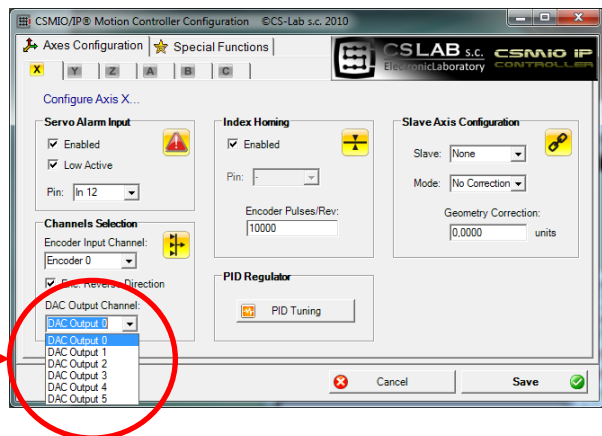 CSMIO/IP® Motion Controller Configuration ©CS-Lab s.c. 2010
Axes Configuration Special Functions
CSLAB s.c.
ElectronicLaboratory
CSMIO IP
CONTROLLER
X Y Z A B C
Configure Axis X...
Servo Alarm Input
Enabled
Low Active
Pin: In 12
Channels Selection
Encoder Input Channel:
Encoder 0
Enc. Reverse Direction
DAC Output Channel:
DAC Output 0
DAC Output 0
DAC Output 1
DAC Output 2
DAC Output 3
DAC Output 4
DAC Output 5
Index Homing
Enabled
Pin: -
Encoder Pulses/Rev:
10000
PID Regulator
PID Tuning
Slave Axis Configuration
Slave: None
Mode: No Correction
Geometry Correction:
0.0000 units
Cancel
Save